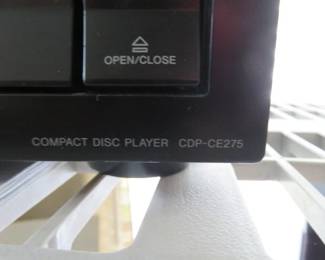 OPEN/CLOSE
COMPACT DISC PLAYER CDP-CE275